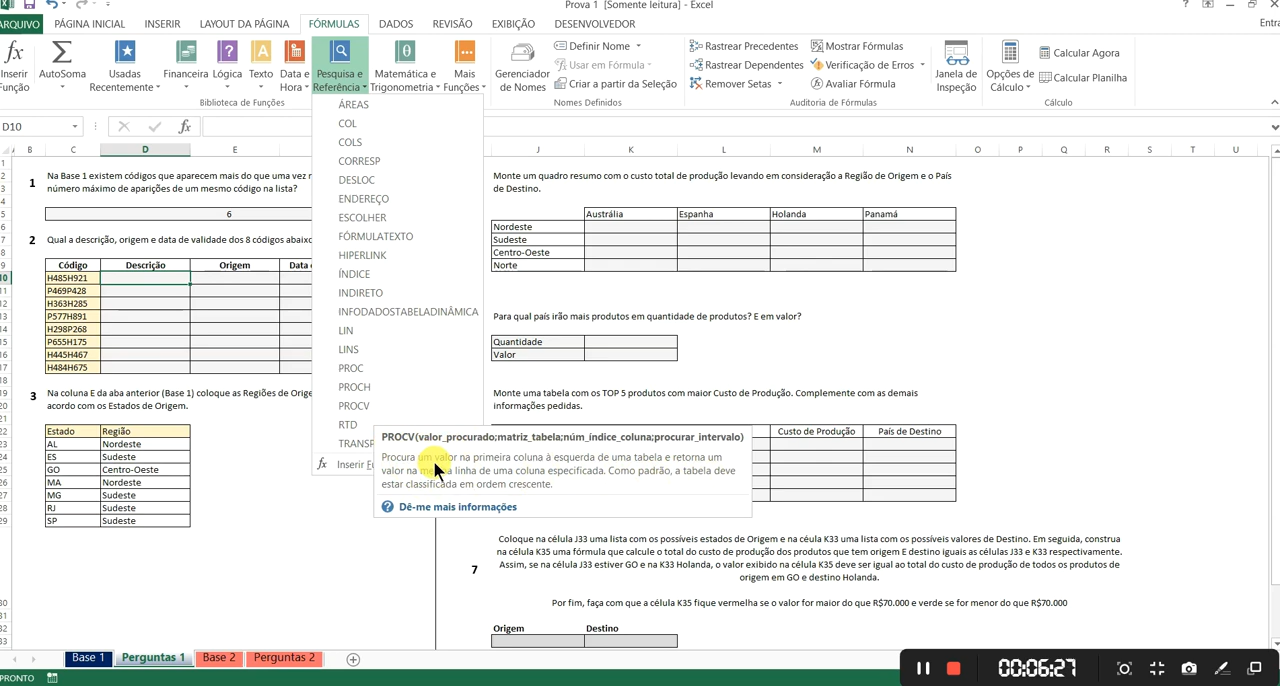 Prova 1 [Somente leitura] - Excel
ARQUIVO PÁGINA INICIAL INSERIR LAYOUT DA PÁGINA FÓRMULAS DADOS REVISÃO EXIBIÇÃO DESENVOLVEDOR
Entra
Inserir Função
AutoSoma
Usadas Recentemente
Financeira
Lógica
Texto
Data e Hora
Pesquisa e Referência
Matemática e Trigonometria
Mais Funções
Biblioteca de Funções
Gerenciador de Nomes
Definir Nome
Usar em Fórmula
Criar a partir da Seleção
Nomes Definidos
Rastrear Precedentes
Rastrear Dependentes
Remover Setas
Mostrar Fórmulas
Verificação de Erros
Avaliar Fórmula
Auditoria de Fórmulas
Janela de Inspeção
Opções de Cálculo
Calcular Agora
Calcular Planilha
Cálculo
D10
fx
B C D E J K L M N O P Q R S T U
ÁREAS
COL
COLS
CORRESP
DESLOC
ENDEREÇO
ESCOLHER
FÓRMULATEXTO
HIPERLINK
ÍNDICE
INDIRETO
INFODADOSTABELADINÂMICA
LIN
LINS
PROC
PROCH
PROCV
RTD
fx Inserir
PROCV(valor_procurado;matriz_tabela;núm_índice_coluna;procurar_intervalo)
Procura um valor na primeira coluna à esquerda de uma tabela e retorna um
valor na mesma linha de uma coluna especificada. Como padrão, a tabela deve
estar classificada em ordem crescente.
Dê-me mais informações
1 Na Base 1 existem códigos que aparecem mais do que uma vez
número máximo de aparições de um mesmo código na lista?
6
2 Qual a descrição, origem e data de validade dos 8 códigos
Código Descrição Origem Data
H485H921
P469P428
H363H285
P577H891
H298P268
P655H175
H445H467
H484H675
3 Na coluna E da aba anterior (Base 1) coloque as Regiões de
acordo com os Estados de Origem.
Estado Região
AL Nordeste
ES Sudeste
GO Centro-Oeste
MA Nordeste
MG Sudeste
RJ Sudeste
SP Sudeste
Monte um quadro resumo com o custo total de produção levando em consideração a Região de Origem e o País
de Destino.
Austrália Espanha Holanda Panamá
Nordeste
Sudeste
Centro-Oeste
Norte
Para qual país irão mais produtos em quantidade de produtos? E em valor?
Quantidade
Valor
Monte uma tabela com os TOP 5 produtos com maior Custo de Produção. Complemente com as demais
informações pedidas.
Custo de Produção País de Destino
7
Coloque na célula J33 uma lista com os possíveis estados de Origem e na céula K33 uma lista com os possíveis valores de Destino. Em seguida, construa
na célula K35 uma fórmula que calcule o total do custo de produção dos produtos que tem origem E destino iguais as células J33 e K33 respectivamente.
Assim, se na célula J33 estiver GO e na K33 Holanda, o valor exibido na célula K35 deve ser igual ao total do custo de produção de todos os produtos de
origem em GO e destino Holanda.
Por fim, faça com que a célula K35 fique vermelha se o valor for maior do que R$70.000 e verde se for menor do que R$70.000
Origem Destino
Base 1 Perguntas 1 Base 2 Perguntas 2
PRONTO
00:06:27